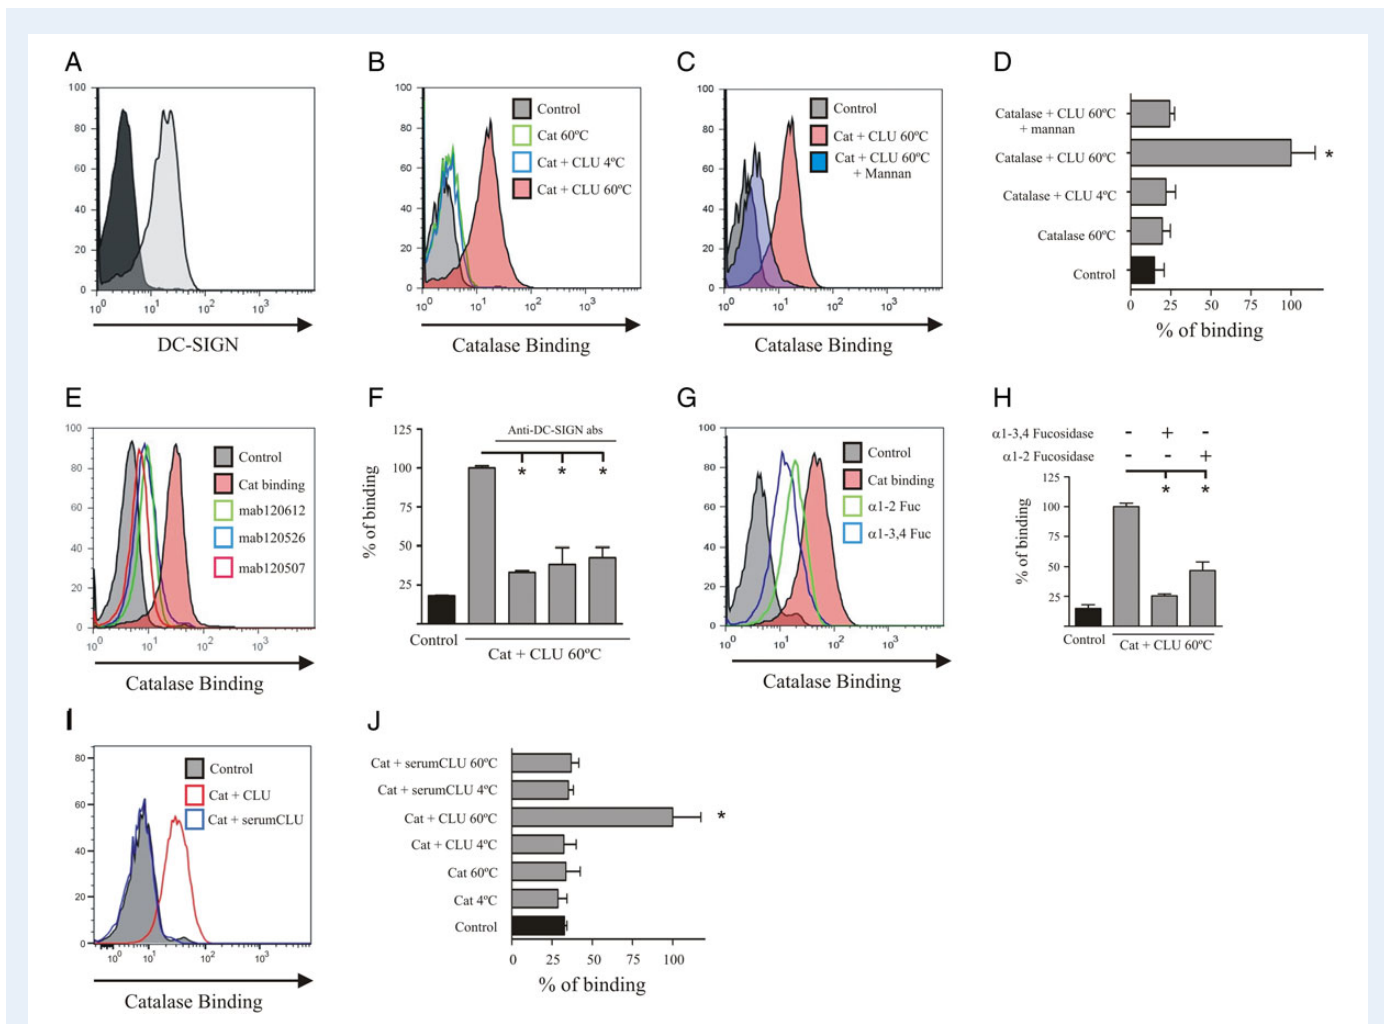 A
100
80
60
40
20
0
10⁰ 10¹ 10² 10³
DC-SIGN
B
100
80
60
40
20
0
Control
Cat 60ºC
Cat + CLU 4ºC
Cat + CLU 60ºC
10⁰ 10¹ 10² 10³
Catalase Binding
C
100
80
60
40
20
0
Control
Cat + CLU 60ºC
Cat + CLU 60ºC
+ Mannan
10⁰ 10¹ 10² 10³
Catalase Binding
D
Catalase + CLU 60ºC
+ mannan
Catalase + CLU 60ºC *
Catalase + CLU 4ºC
Catalase 60ºC
Control
0 25 50 75 100
% of binding
E
100
80
60
40
20
0
Control
Cat binding
mab120612
mab120526
mab120507
10⁰ 10¹ 10² 10³
Catalase Binding
F
% of binding
125
100
75
50
25
Anti-DC-SIGN abs
* * *
Control
Cat + CLU 60ºC
G
100
80
60
40
20
0
Control
Cat binding
α1-2 Fuc
α1-3,4 Fuc
10⁰ 10¹ 10² 10³
Catalase Binding
H
α1-3,4 Fucosidase - + -
α1-2 Fucosidase - - +
% of binding
125
100
75
50
25
* *
Control
Cat + CLU 60ºC
I
80
60
40
20
0
Control
Cat + CLU
Cat + serumCLU
10⁰ 10¹ 10² 10³
Catalase Binding
J
Cat + serumCLU 60ºC
Cat + serumCLU 4ºC
Cat + CLU 60ºC *
Cat + CLU 4ºC
Cat 60ºC
Cat 4ºC
Control
0 25 50 75 100
% of binding